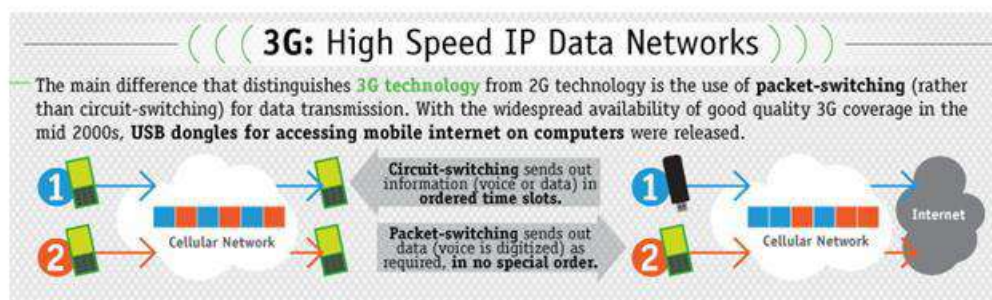 3G: High Speed IP Data Networks
The main difference that distinguishes 3G technology from 2G technology is the use of packet-switching (rather
than circuit-switching) for data transmission. With the widespread availability of good quality 3G coverage in the
mid 2000s, USB dongles for accessing mobile internet on computers were released.
1
2
Cellular Network
Circuit-switching sends out
information (voice or data) in
ordered time slots.
Packet-switching sends out
data (voice is digitized) as
required, in no special order.
1
2
Cellular Network
Internet